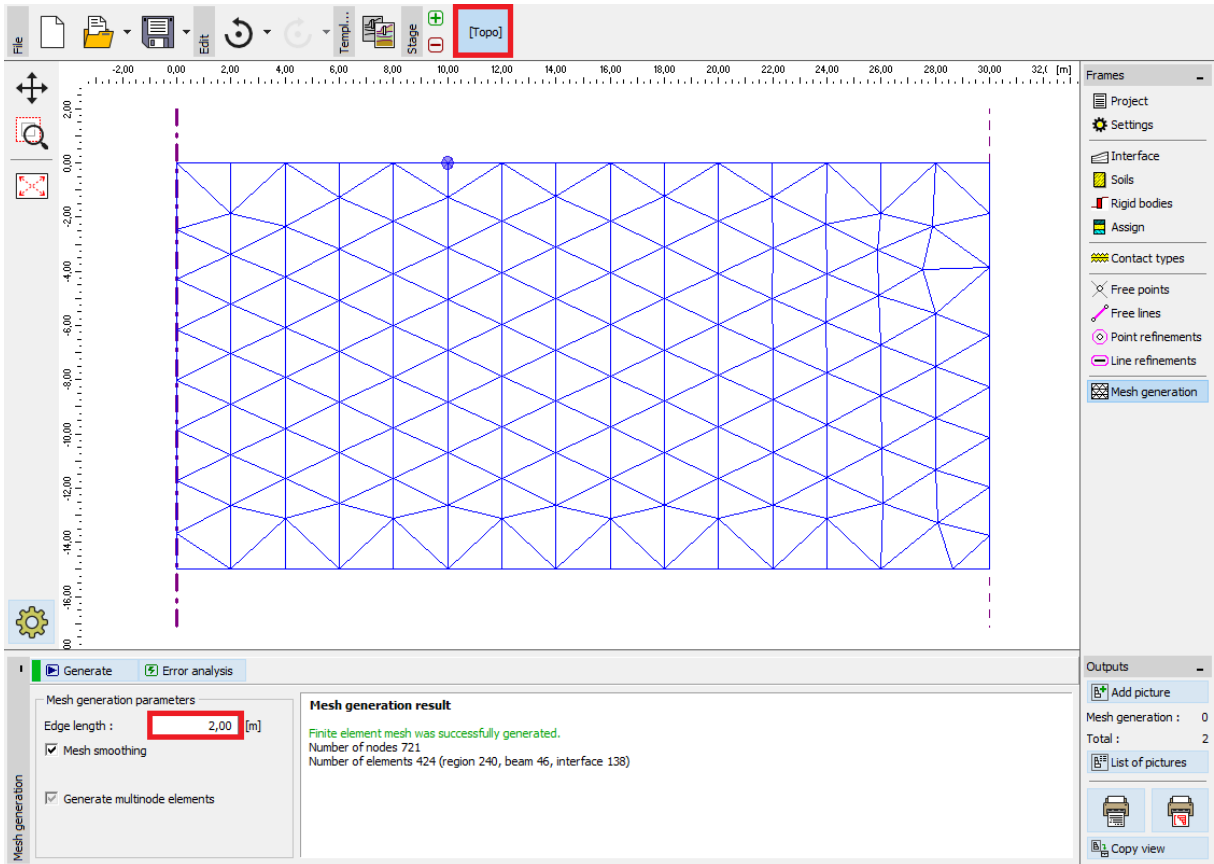 File
Edit
Templ...
Stage
[Topo]
-2,00 0,00 2,00 4,00 6,00 8,00 10,00 12,00 14,00 16,00 18,00 20,00 22,00 24,00 26,00 28,00 30,00 32,( [m]
2,00
0,00
-2,00
-4,00
-6,00
-8,00
-10,00
-12,00
-14,00
-16,00
Frames
Project
Settings
Interface
Soils
Rigid bodies
Assign
Contact types
Free points
Free lines
Point refinements
Line refinements
Mesh generation
Mesh generation
Generate Error analysis
Mesh generation parameters
Edge length : 2,00 [m]
Mesh smoothing
Generate multinode elements
Mesh generation result
Finite element mesh was successfully generated.
Number of nodes 721
Number of elements 424 (region 240, beam 46, interface 138)
Outputs
Add picture
Mesh generation : 0
Total : 2
List of pictures
Copy view